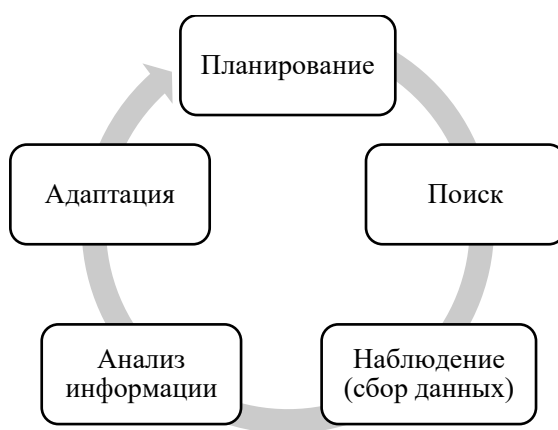 Планирование
Поиск
Наблюдение
(сбор данных)
Анализ
информации
Адаптация